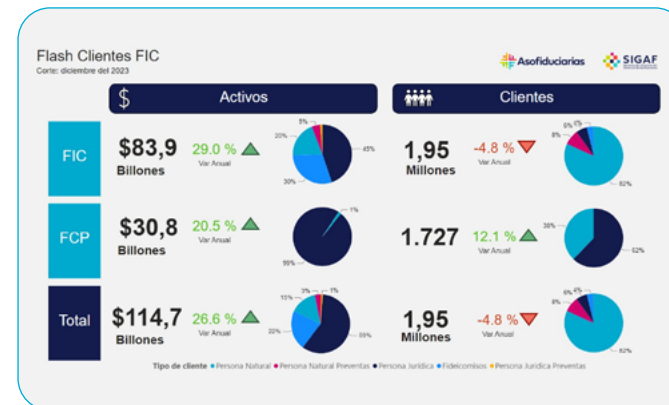 Flash Clientes FIC
Corte: diciembre del 2023
Asofiduciarias
SIGAF
$ Activos
Clientes
FIC
$83,9
Billones
29.0 %
Var Anual
5%
20%
30%
45%
1,95
Millones
-4.8 %
Var Anual
6% 4%
8%
82%
FCP
$30,8
Billones
20.5 %
Var Anual
1%
99%
1.727
12.1 %
Var Anual
38%
62%
Total
$114,7
Billones
26.6 %
Var Anual
3% 1%
15%
22%
1,95
Millones
-4.8 %
Var Anual
6% 4%
8%
82%
Tipo de cliente Persona Natural Persona Natural Preventas Persona Jurídica Fideicomisos Persona Jurídica Preventas